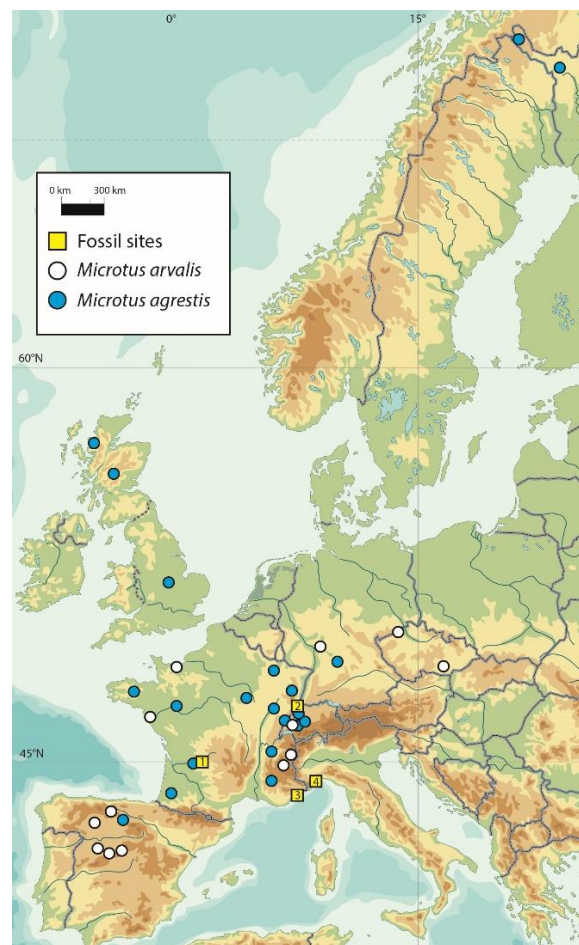 0° 15°
0 km 300 km
Fossil sites
Microtus arvalis
Microtus agrestis
60°N
2
1
45°N
4
3